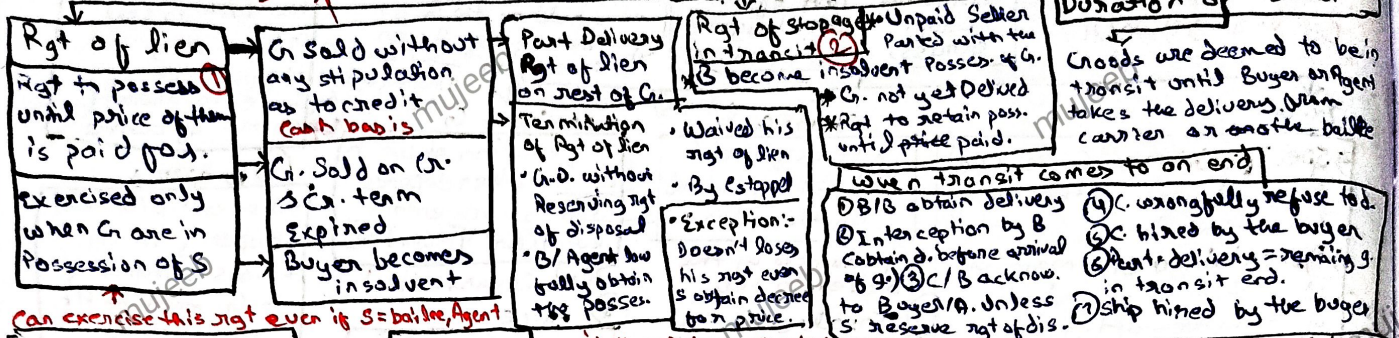 Rgt of lien
Rgt to possess ①
until price of them
is paid for.
Exercised only
when G are in
Possession of S
Can exercise this rgt even if S = bailee, Agent
G sold without
any stipulation
as to credit
Cash basis
G. Sold on Cr.
& Cr. term
Expired
Buyer becomes
insolvent
Part Delivery
Rgt of lien
on rest of G.
Termination
of Rgt of lien
• G.D. without
Reserving rgt
of disposal
• B/Agent law
fully obtain
posses.
• Waived his
rgt of lien
• By Estoppel
• Exception:-
Doesn't loses
his rgt even
S obtain decree
for price.
Rgt of stopage
in transit ②
* B become insolvent
* Unpaid Seller
Parted with the
Posses. of G.
* G. not yet Delived
* Rgt to retain poss.
until price paid.
Duration
Goods are deemed to be in
transit until Buyer or Agent
takes the delivery from
carrier or another bailee
when transit comes to an end
① B/B obtain delivery
② Interception by B
(obtain d. before arrival
of g.) ③ C/B acknow.
to Buyer/A. Unless
S reserve rgt of dis.
④ C. wrongfully refuse to d.
⑤ C. hired by the buyer
⑥ Part-delivery = remaing g.
in transit end.
⑦ Ship hired by the buyer
mujeeb
mujeeb
mujeeb
mujeeb
mujeeb